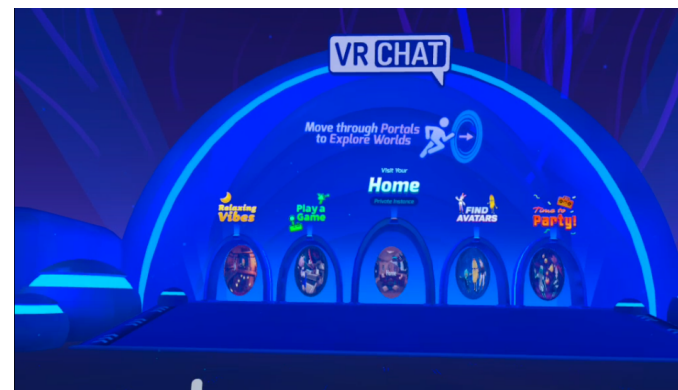 VR CHAT
Move through Portals
to Explore Worlds
Visit Your
Home
Private Instance
Relaxing
Vibes
Play a
Game
FIND
AVATARS
Time to
Party!